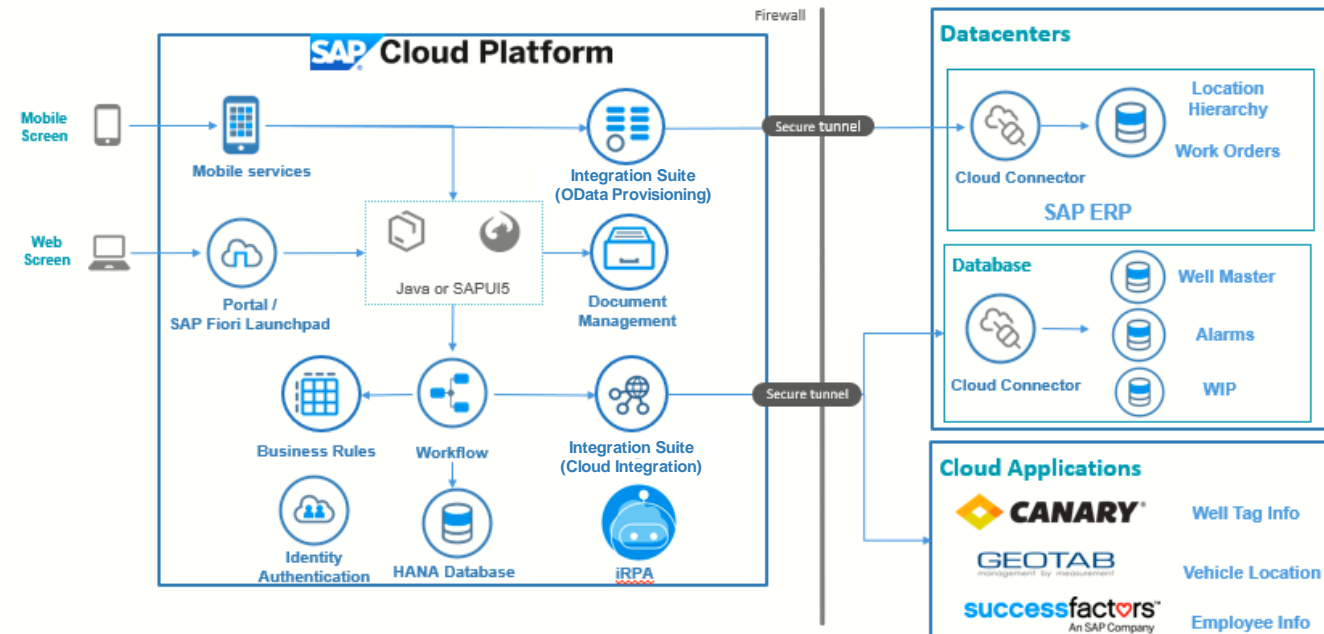 Firewall
SAP Cloud Platform
Mobile
Screen
Mobile services
Integration Suite
(OData Provisioning)
Secure tunnel
Web
Screen
Portal /
SAP Fiori Launchpad
Java or SAPUI5
Document
Management
Business Rules
Workflow
Integration Suite
(Cloud Integration)
Secure tunnel
Identity
Authentication
HANA Database
iRPA
Datacenters
Cloud Connector
Location
Hierarchy
Work Orders
SAP ERP
Database
Cloud Connector
Well Master
Alarms
WIP
Cloud Applications
CANARY®
Well Tag Info
GEOTAB
management by measurement
Vehicle Location
successfactors™
An SAP Company
Employee Info